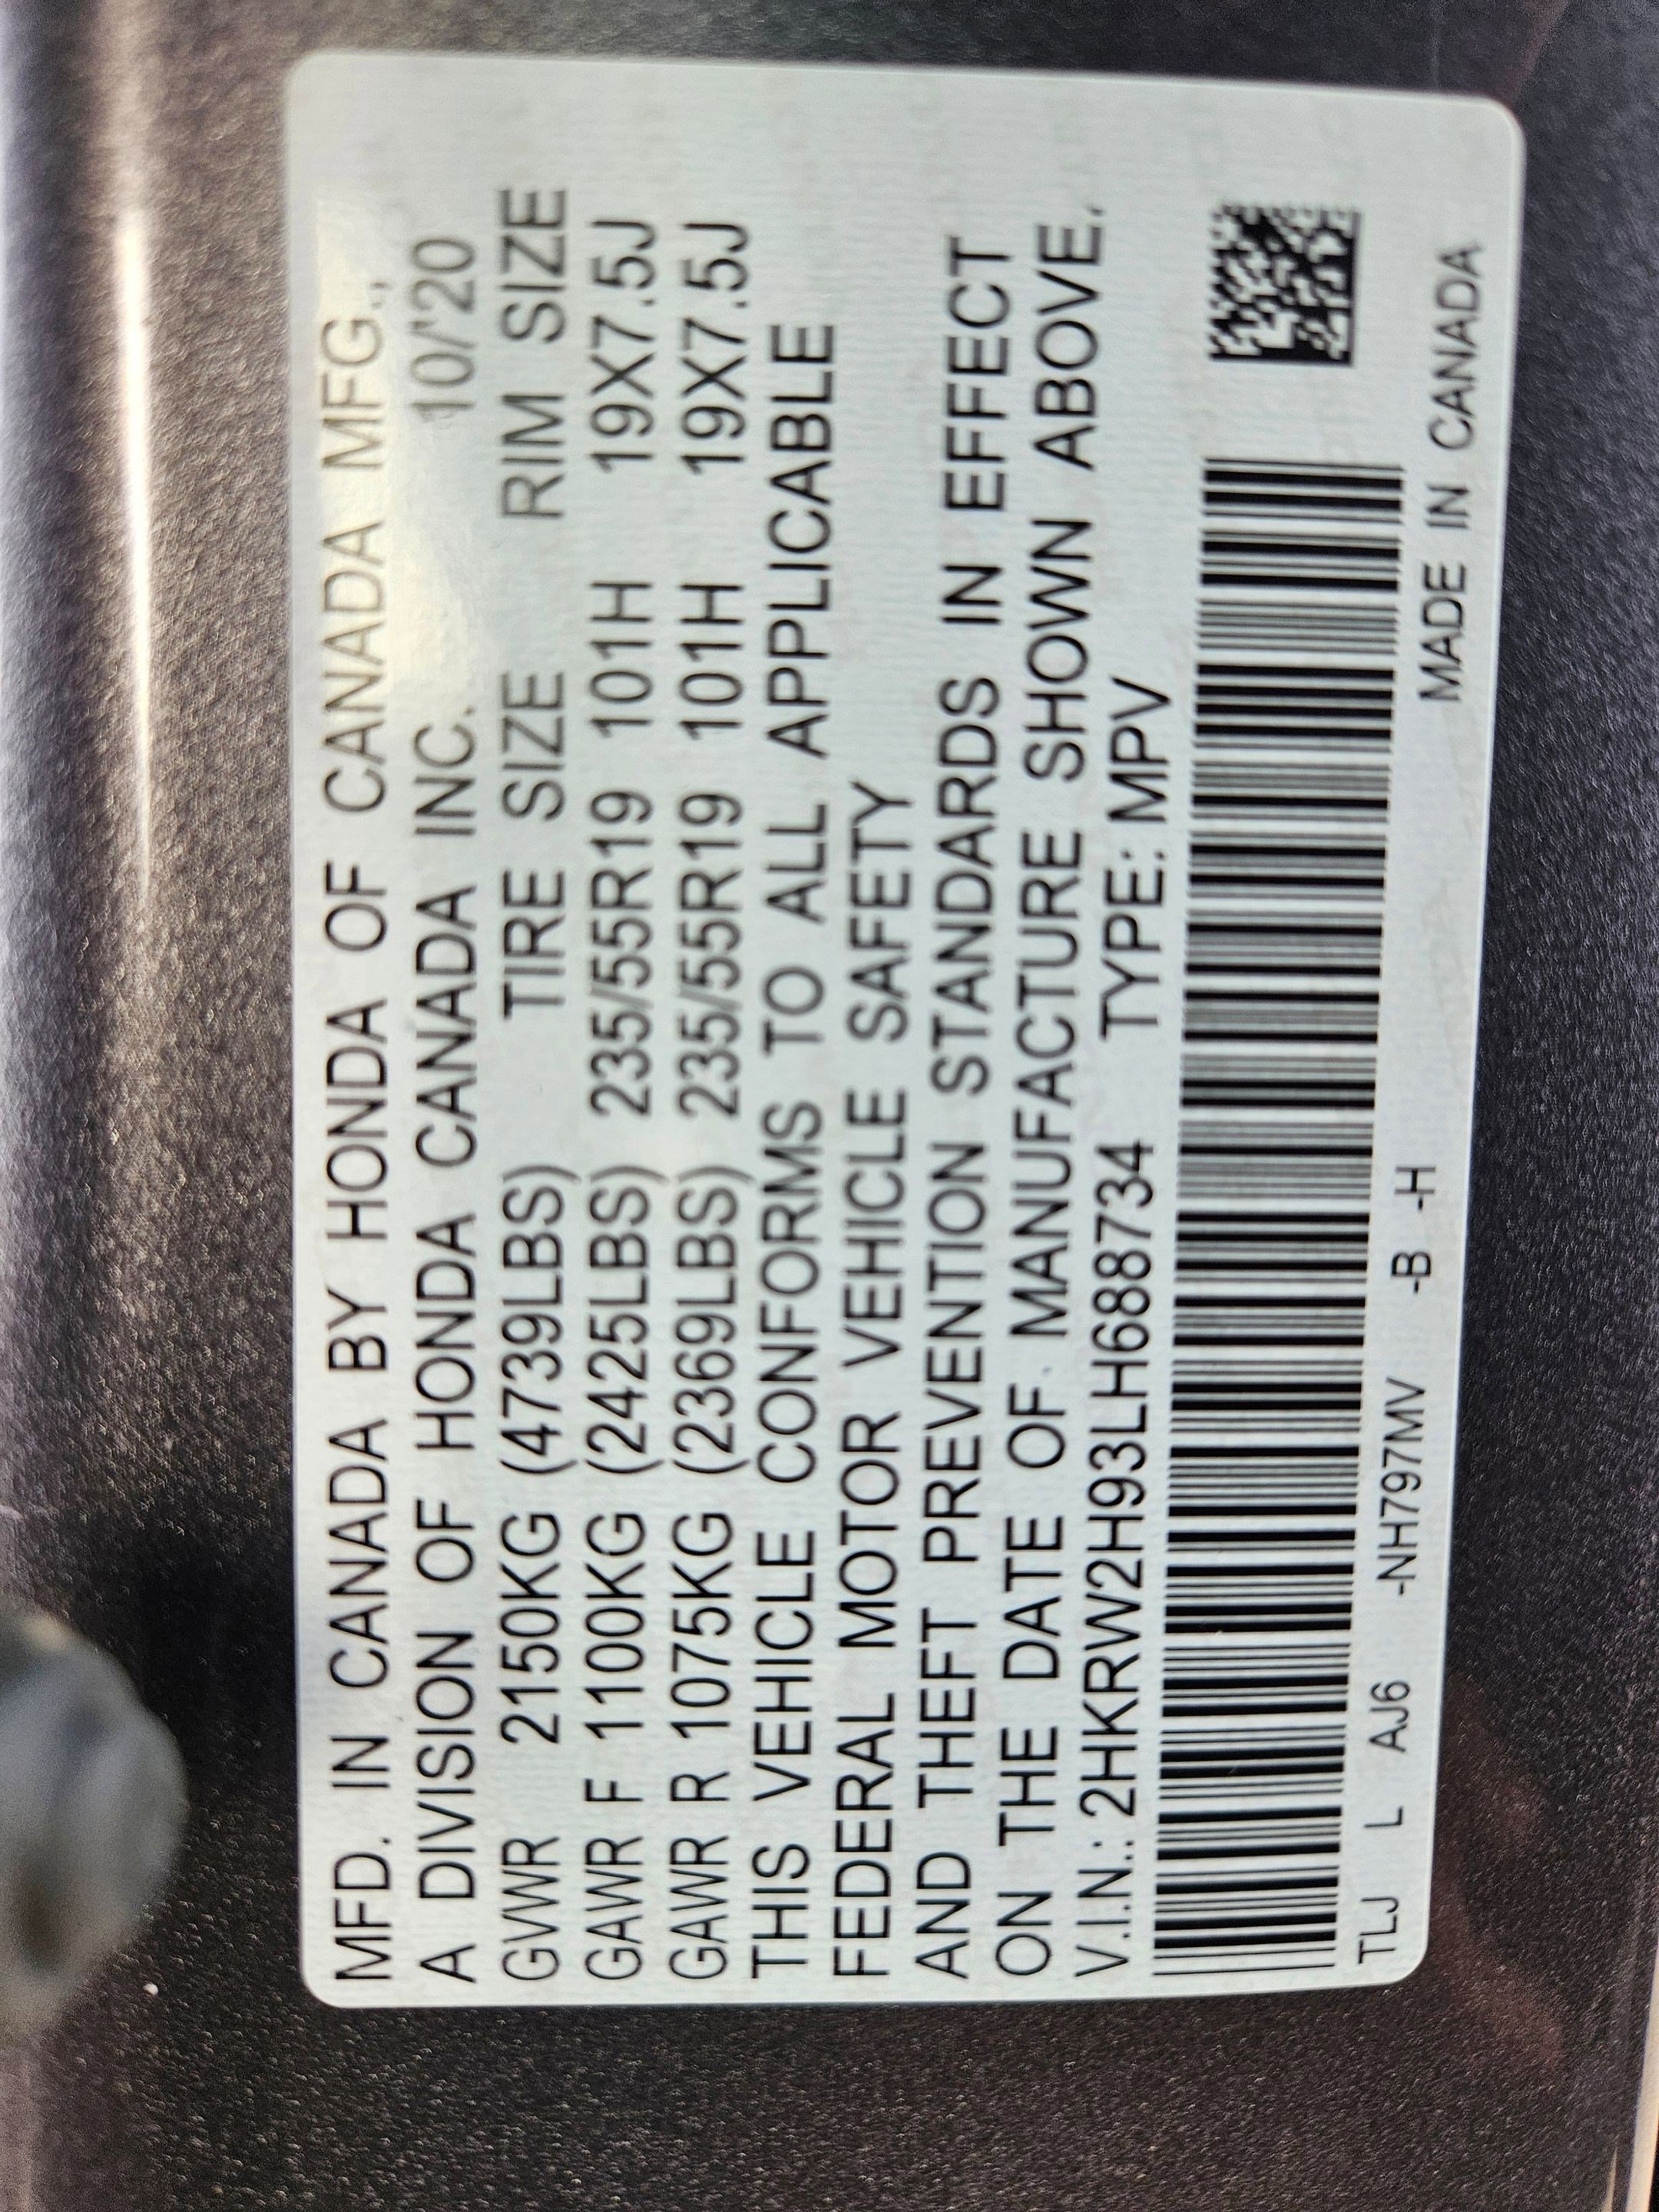 MFD. IN CANADA BY HONDA OF CANADA MFG.,
A DIVISION OF HONDA CANADA INC. 10/'20
GVWR 2150KG (4739LBS) TIRE SIZE RIM SIZE
GAWR F 1100KG (2425LBS) 235/55R19 101H 19X7.5J
GAWR R 1075KG (2369LBS) 235/55R19 101H 19X7.5J
THIS VEHICLE CONFORMS TO ALL APPLICABLE
FEDERAL MOTOR VEHICLE SAFETY
AND THEFT PREVENTION STANDARDS IN EFFECT
ON THE DATE OF MANUFACTURE SHOWN ABOVE.
V.I.N.: 2HKRW2H93LH688734 TYPE: MPV
TLJ L AJ6 -NH797MV -B -H MADE IN CANADA